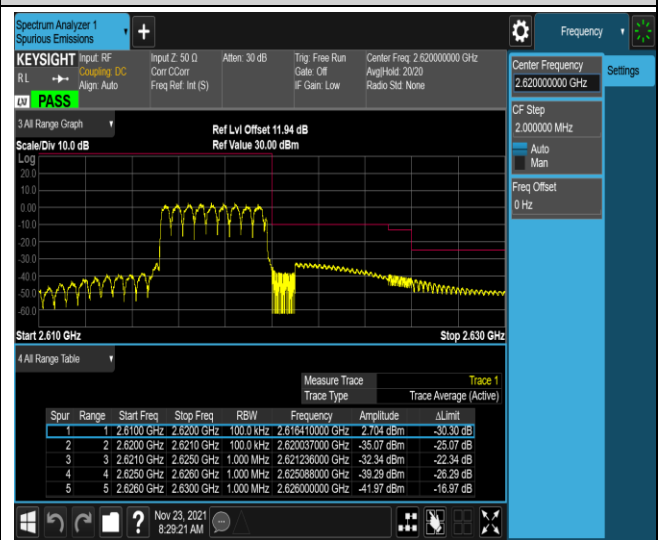 Spectrum Analyzer 1
Spurious Emissions
Frequency
KEYSIGHT Input: RF Input Z: 50 Ω Atten: 30 dB Trig: Free Run Center Freq: 2.620000000 GHz
RL Coupling: DC Corr CCorr Gate: Off Avg|Hold: 20/20
Align: Auto Freq Ref: Int (S) IF Gain: Low Radio Std: None
LW PASS
Center Frequency
2.620000000 GHz
Settings
CF Step
2.000000 MHz
Auto
Man
Freq Offset
0 Hz
3 All Range Graph
Ref Lvl Offset 11.94 dB
Scale/Div 10.0 dB Ref Value 30.00 dBm
Log
20.0
10.0
0.00
-10.0
-20.0
-30.0
-40.0
-50.0
-60.0
Start 2.610 GHz Stop 2.630 GHz
4 All Range Table
Measure Trace Trace 1
Trace Type Trace Average (Active)
Spur Range Start Freq Stop Freq RBW Frequency Amplitude ΔLimit
1 1 2.6100 GHz 2.6200 GHz 100.0 kHz 2.616410000 GHz 2.704 dBm -30.30 dB
2 2 2.6200 GHz 2.6210 GHz 100.0 kHz 2.620037000 GHz -35.07 dBm -25.07 dB
3 3 2.6210 GHz 2.6250 GHz 1.000 MHz 2.621236000 GHz -32.34 dBm -22.34 dB
4 4 2.6250 GHz 2.6260 GHz 1.000 MHz 2.625088000 GHz -39.29 dBm -26.29 dB
5 5 2.6260 GHz 2.6300 GHz 1.000 MHz 2.626000000 GHz -41.97 dBm -16.97 dB
Nov 23, 2021
8:29:21 AM